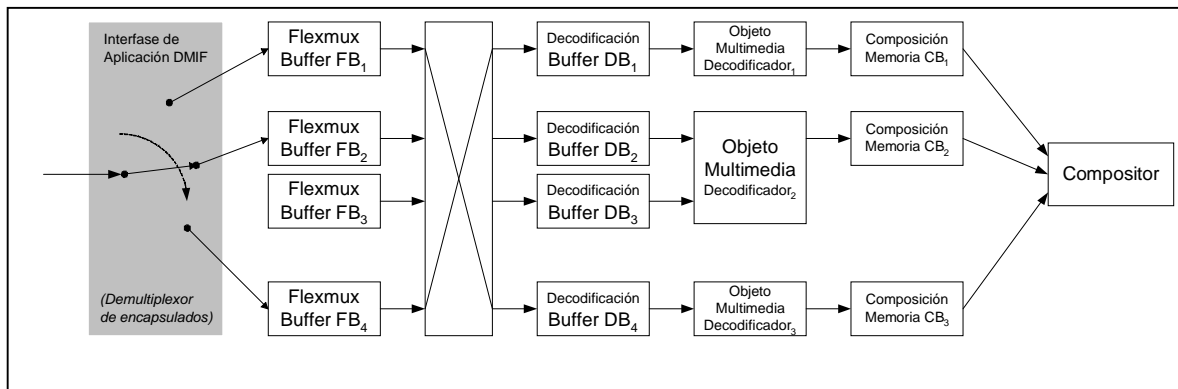 Interfase de
Aplicación DMIF
(Demultiplexor
de encapsulados)
Flexmux
Buffer FB1
Flexmux
Buffer FB2
Flexmux
Buffer FB3
Flexmux
Buffer FB4
Decodificación
Buffer DB1
Decodificación
Buffer DB2
Decodificación
Buffer DB3
Decodificación
Buffer DB4
Objeto
Multimedia
Decodificador1
Objeto
Multimedia
Decodificador2
Objeto
Multimedia
Decodificador3
Composición
Memoria CB1
Composición
Memoria CB2
Composición
Memoria CB3
Compositor